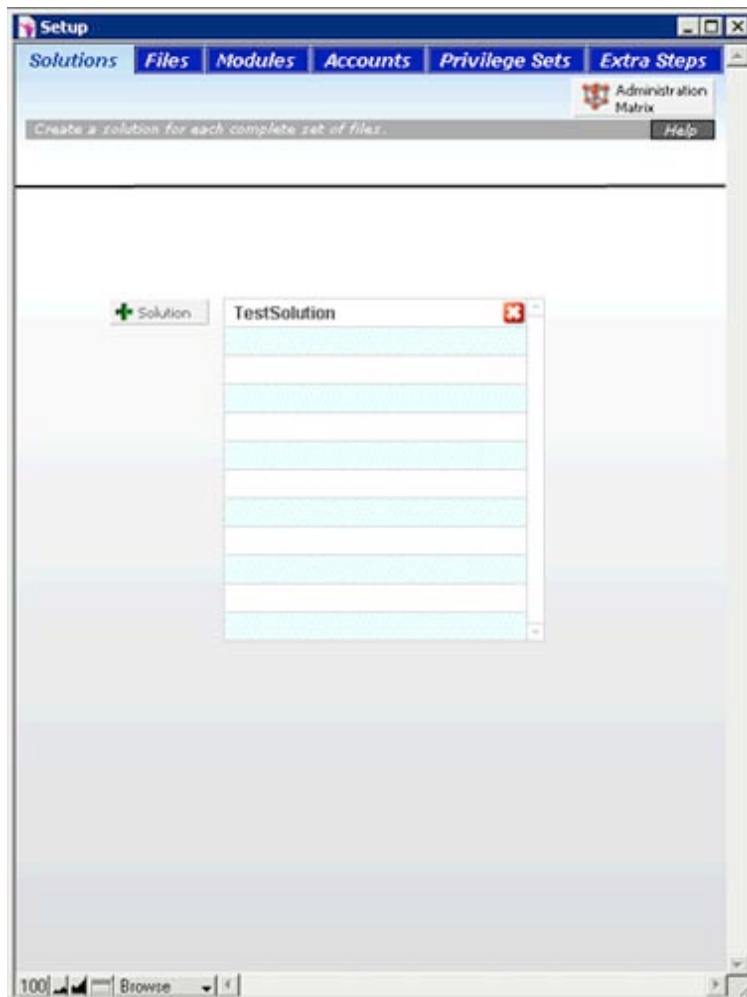 Setup
Solutions Files Modules Accounts Privilege Sets Extra Steps
Administration
Matrix
Create a solution for each complete set of files. Help
Solution TestSolution
100 Browse